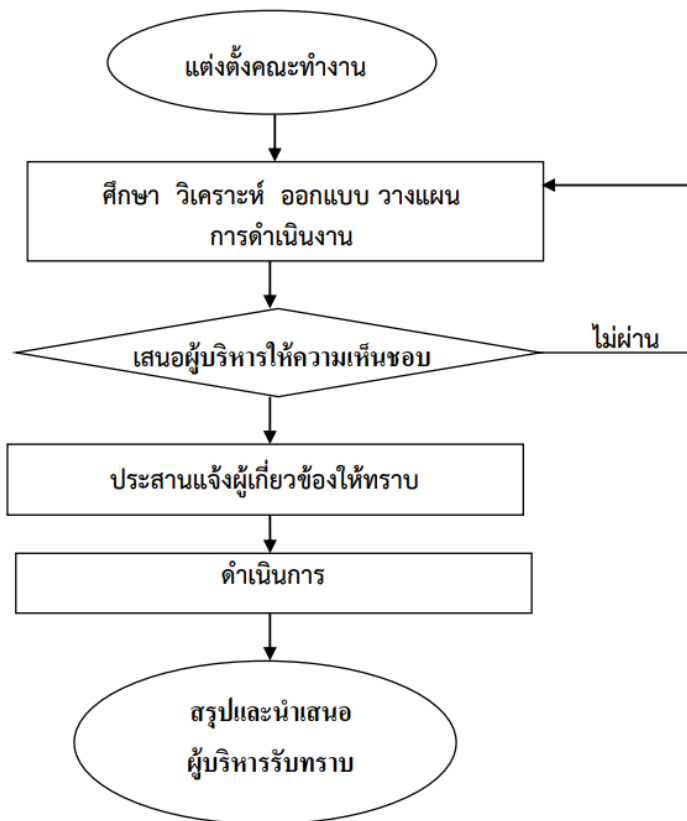 แต่งตั้งคณะทำงาน
ศึกษา วิเคราะห์ ออกแบบ วางแผน
การดำเนินงาน
เสนอผู้บริหารให้ความเห็นชอบ
ไม่ผ่าน
ประสานแจ้งผู้เกี่ยวข้องให้ทราบ
ดำเนินการ
สรุปและนำเสนอ
ผู้บริหารรับทราบ